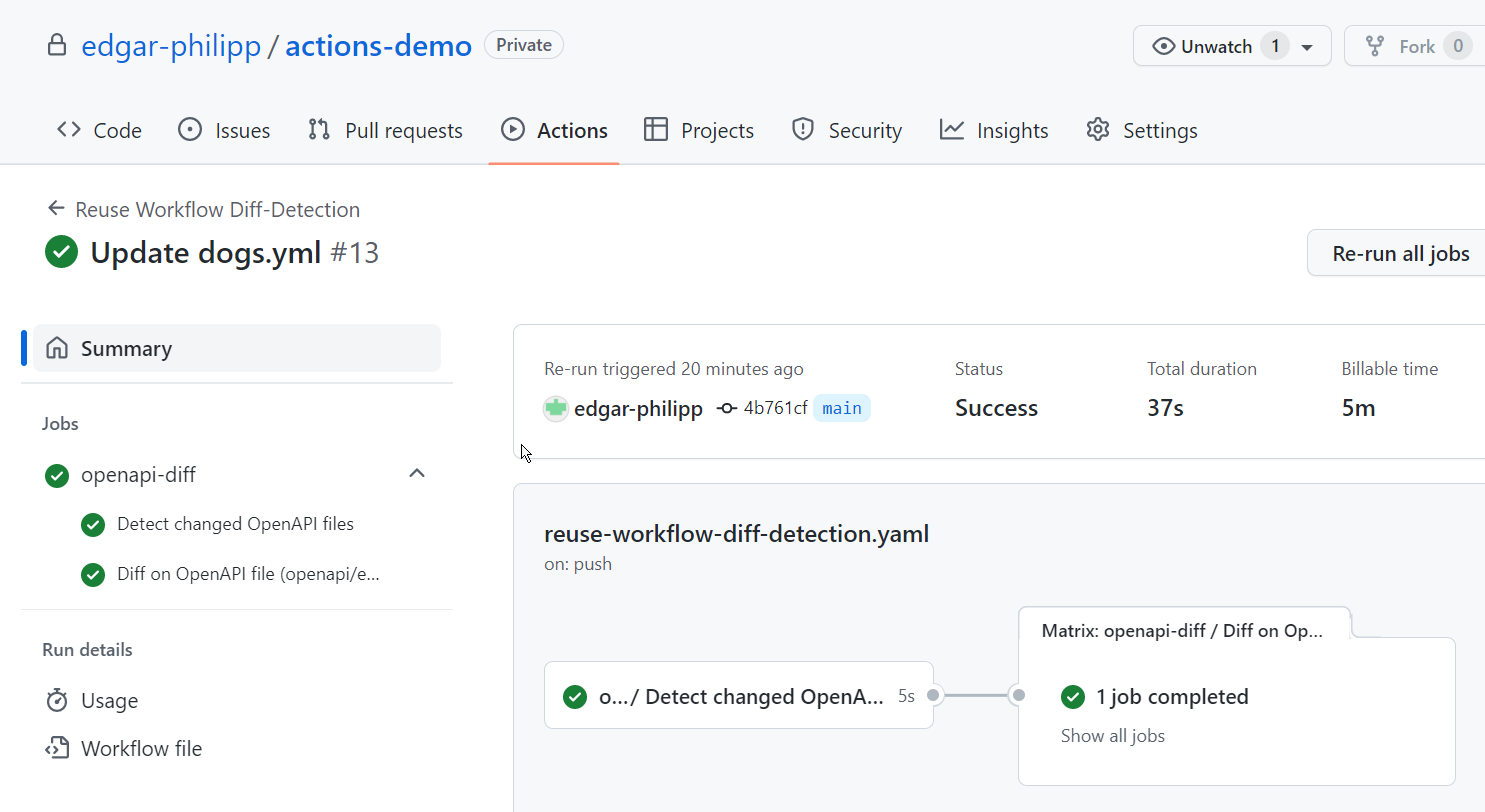 edgar-philipp / actions-demo Private
Unwatch 1 Fork 0
Code Issues Pull requests Actions Projects Security Insights Settings
Reuse Workflow Diff-Detection
Update dogs.yml #13
Re-run all jobs
Summary
Jobs
openapi-diff
Detect changed OpenAPI files
Diff on OpenAPI file (openapi/e...
Run details
Usage
Workflow file
Re-run triggered 20 minutes ago
edgar-philipp 4b761cf main
Status
Success
Total duration
37s
Billable time
5m
reuse-workflow-diff-detection.yaml
on: push
o... / Detect changed OpenA... 5s
Matrix: openapi-diff / Diff on Op...
1 job completed
Show all jobs